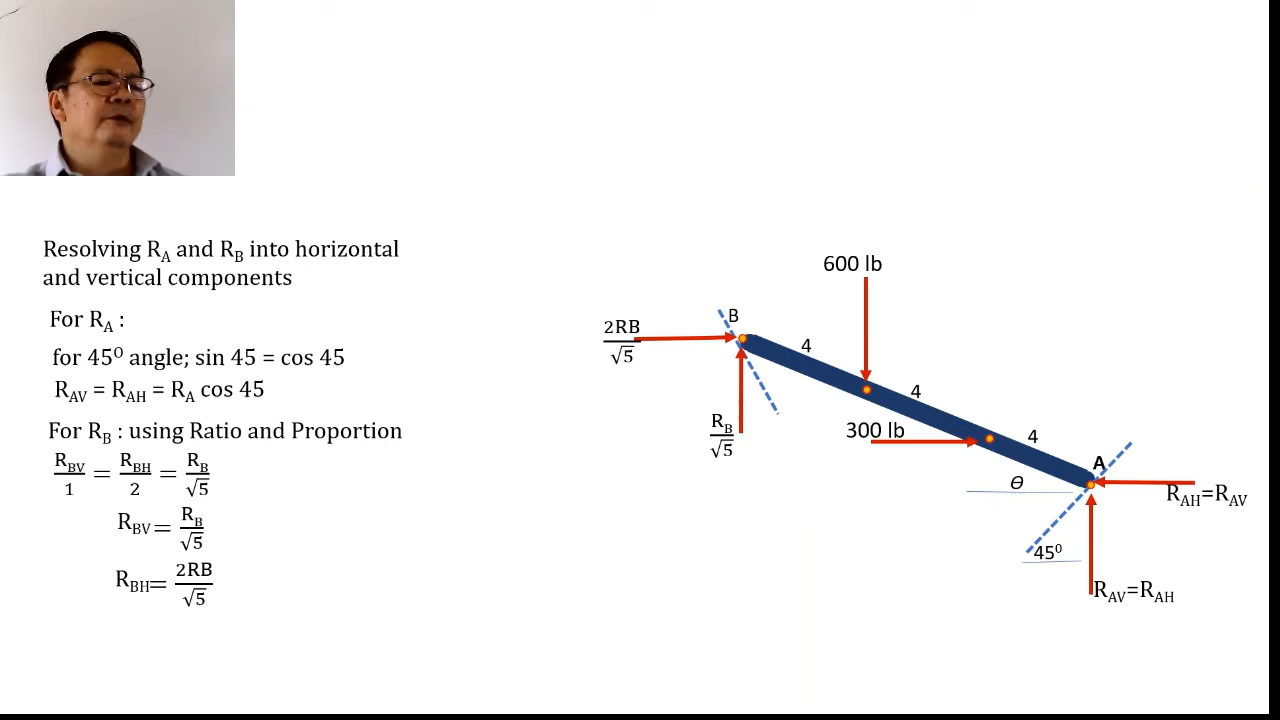 Resolving R_A and R_B into horizontal
and vertical components
For R_A :
for 45⁰ angle; sin 45 = cos 45
R_AV = R_AH = R_A cos 45
For R_B : using Ratio and Proportion
R_BV/1 = R_BH/2 = R_B/√5
R_BV = R_B/√5
R_BH = 2RB/√5
600 lb
B
2RB/√5
4
4
R_B/√5
300 lb
4
A
Θ
R_AH=R_AV
45⁰
R_AV=R_AH